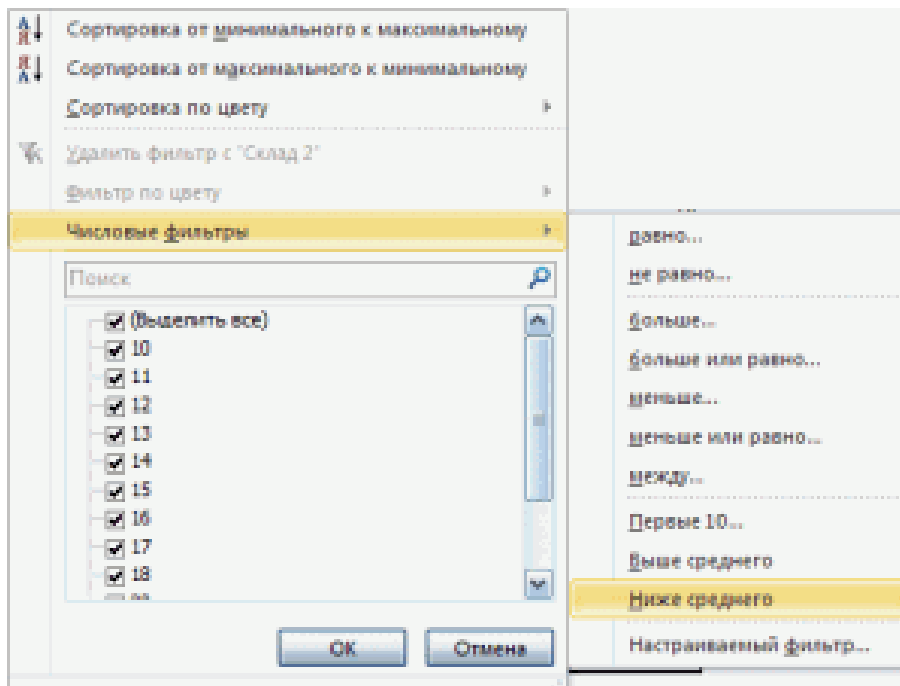 Сортировка от минимального к максимальному
Сортировка от максимального к минимальному
Сортировка по цвету
Удалить фильтр с "Склад 2"
Фильтр по цвету
Числовые фильтры
Поиск
(Выделить все)
10
11
12
13
14
15
16
17
18
ОК
Отмена
равно...
не равно...
больше...
больше или равно...
меньше...
меньше или равно...
между...
Первые 10...
Выше среднего
Ниже среднего
Настраиваемый фильтр...